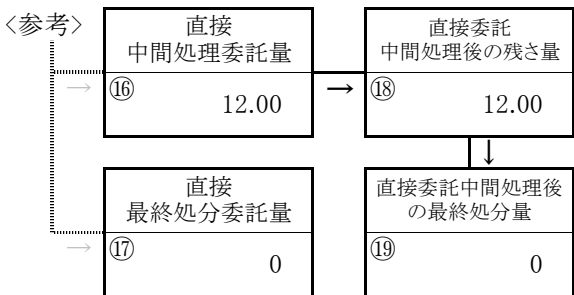 〈参考〉
直接
中間処理委託量
⑯
12.00
→
→
直接委託
中間処理後の残さ量
⑱
12.00
↓
直接
最終処分委託量
⑰
0
→
直接委託中間処理後
の最終処分量
⑲
0